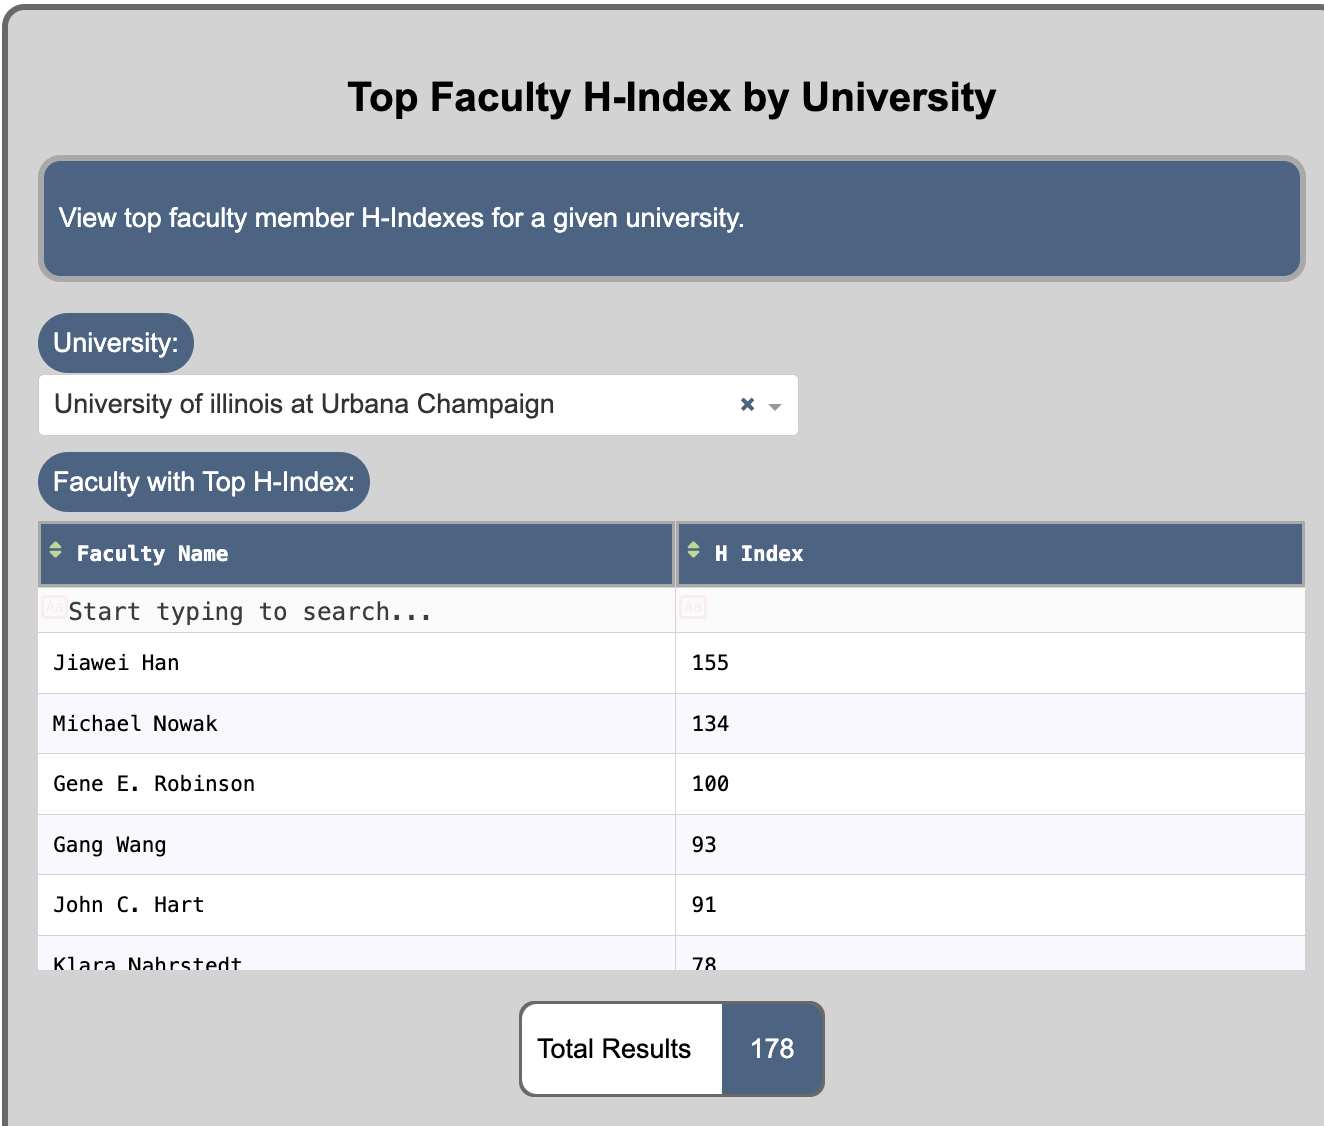 Top Faculty H-Index by University
View top faculty member H-Indexes for a given university.
University:
University of illinois at Urbana Champaign
Faculty with Top H-Index:
Faculty Name H Index
Aa Start typing to search... Aa
Jiawei Han 155
Michael Nowak 134
Gene E. Robinson 100
Gang Wang 93
John C. Hart 91
Klara Nahrstedt 78
Total Results 178